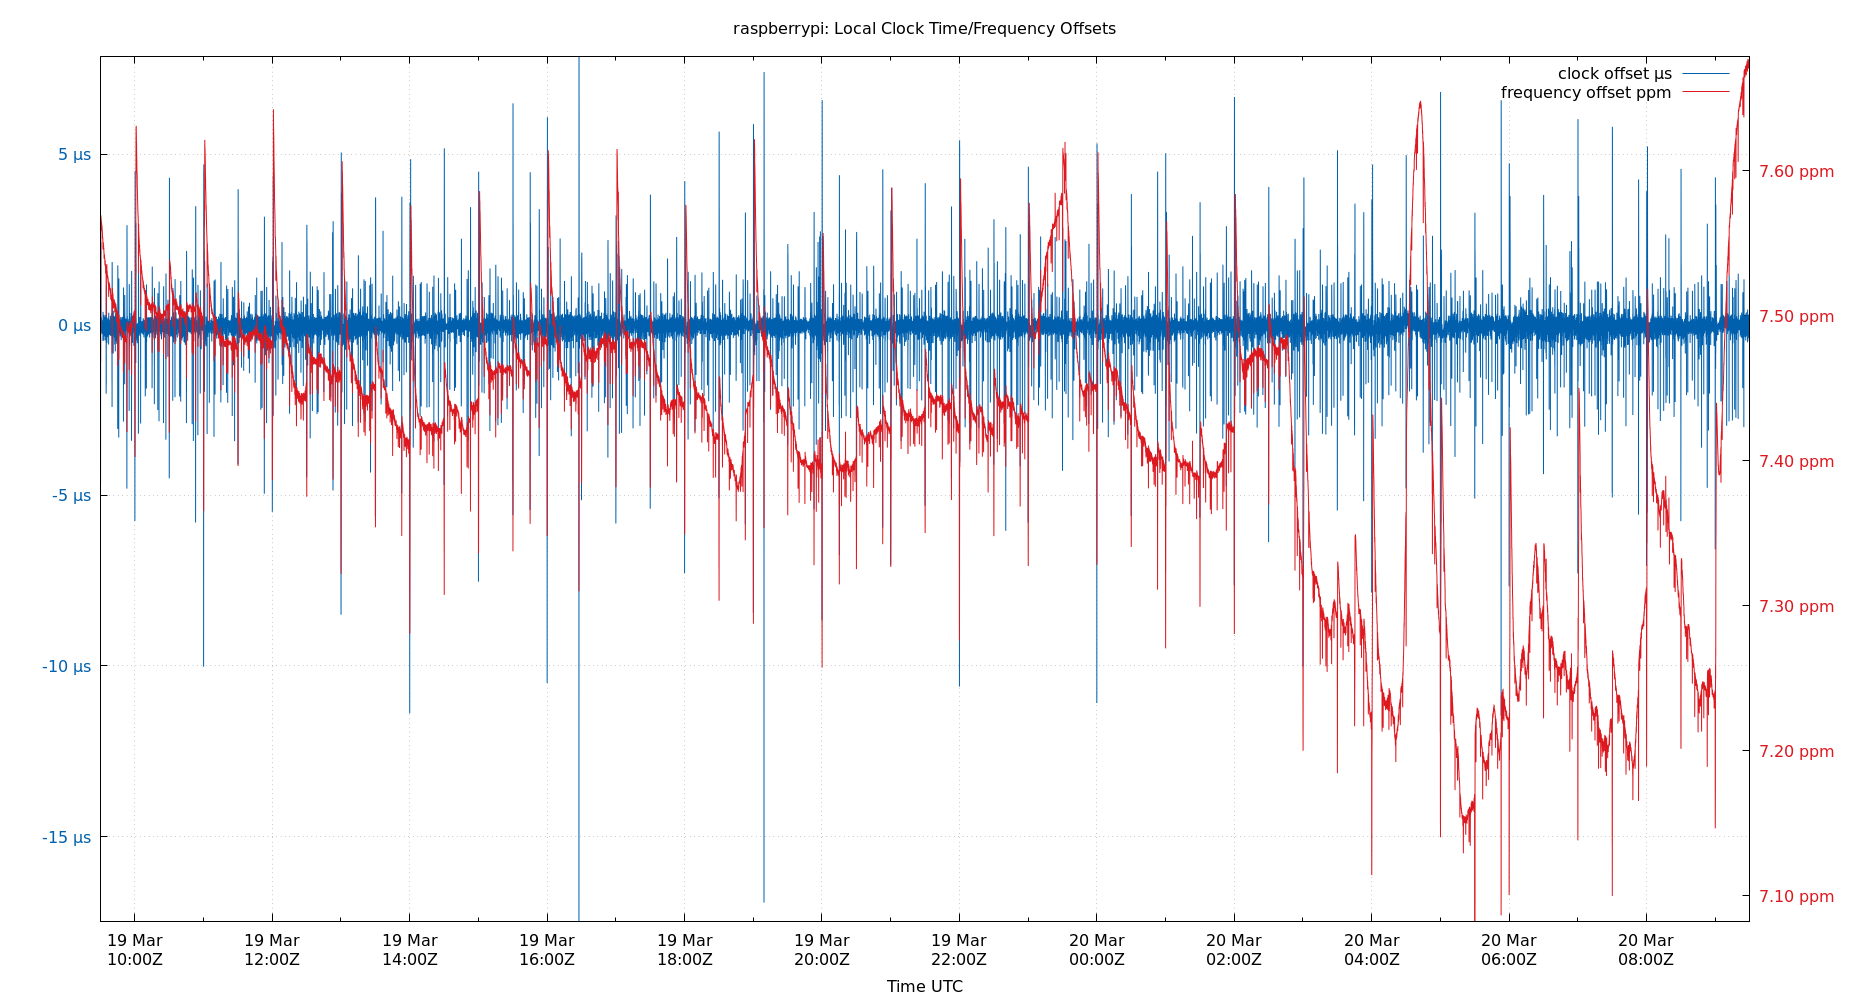 raspberrypi: Local Clock Time/Frequency Offsets
clock offset µs
frequency offset ppm
5 µs
0 µs
-5 µs
-10 µs
-15 µs
7.60 ppm
7.50 ppm
7.40 ppm
7.30 ppm
7.20 ppm
7.10 ppm
19 Mar 19 Mar 19 Mar 19 Mar 19 Mar 19 Mar 19 Mar 20 Mar 20 Mar 20 Mar 20 Mar 20 Mar
10:00Z 12:00Z 14:00Z 16:00Z 18:00Z 20:00Z 22:00Z 00:00Z 02:00Z 04:00Z 06:00Z 08:00Z
Time UTC